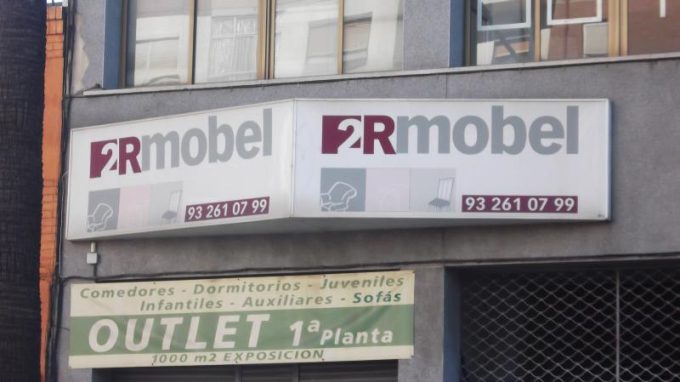 2Rmobel
93 261 07 99
2Rmobel
93 261 07 99
Comedores - Dormitorios - Juveniles
Infantiles - Auxiliares - Sofás
OUTLET 1ª Planta
1000 m2 EXPOSICION